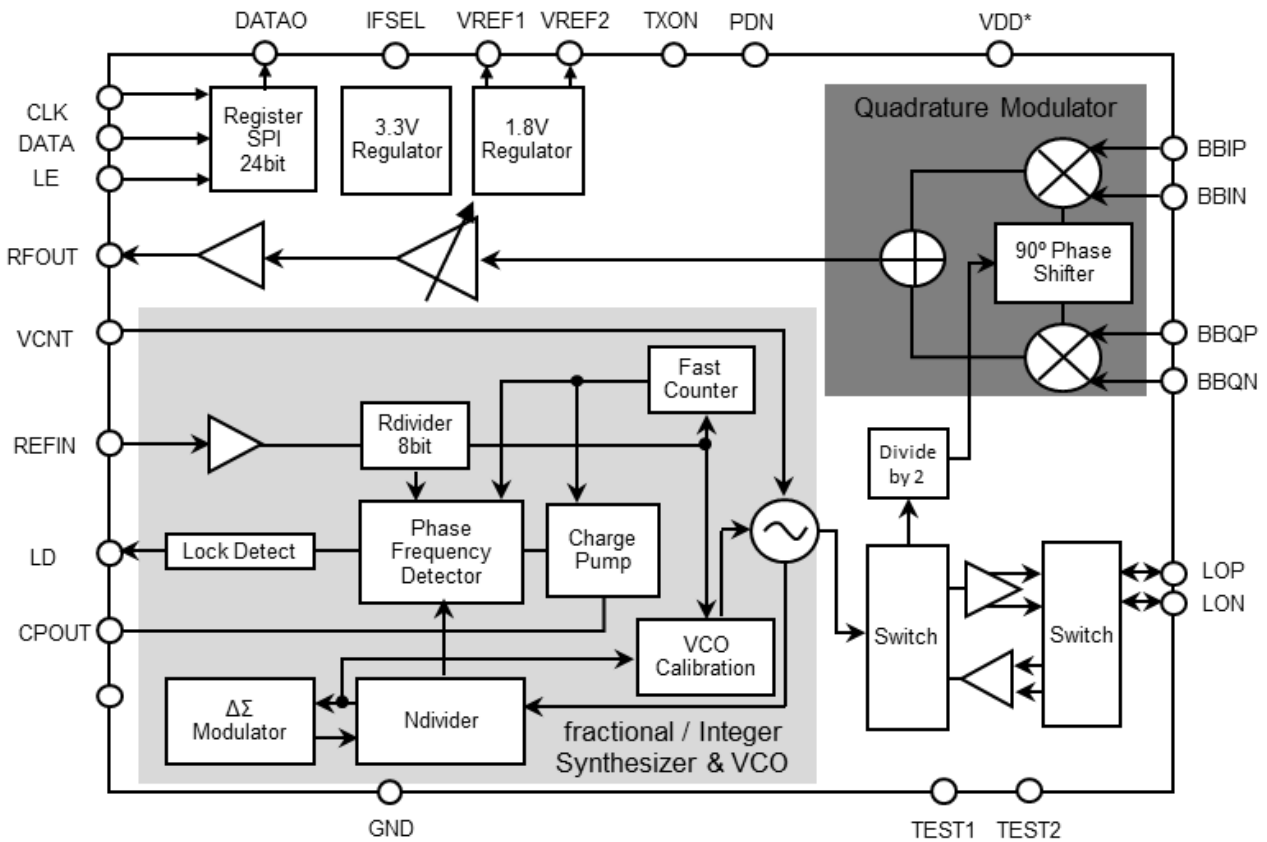 DATAO
IFSEL
VREF1
VREF2
TXON
PDN
VDD*
CLK
DATA
LE
Register
SPI
24bit
3.3V
Regulator
1.8V
Regulator
Quadrature Modulator
BBIP
BBIN
RFOUT
90º Phase
Shifter
VCNT
BBQP
BBQN
Fast
Counter
REFIN
Rdivider
8bit
Divide
by 2
LD
Lock Detect
Phase
Frequency
Detector
Charge
Pump
LOP
LON
CPOUT
Switch
Switch
VCO
Calibration
ΔΣ
Modulator
Ndivider
fractional / Integer
Synthesizer & VCO
GND
TEST1
TEST2